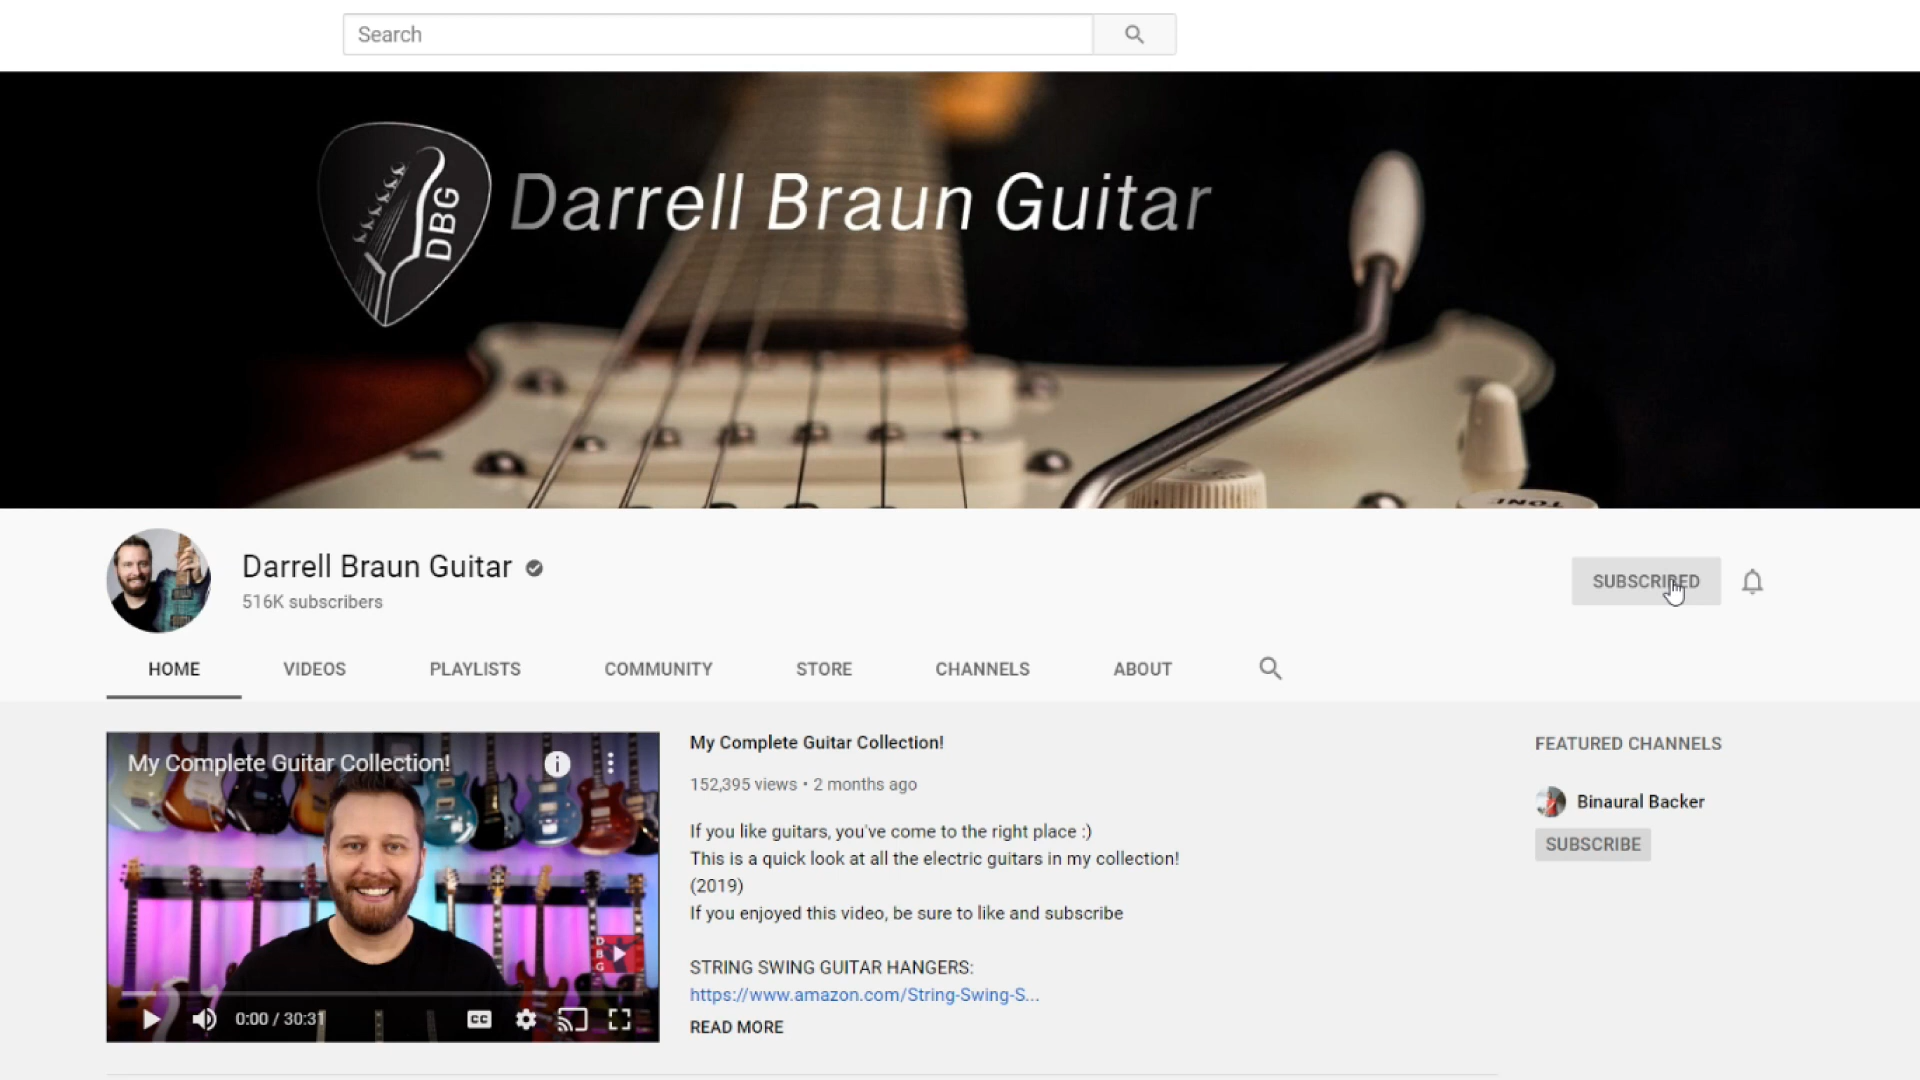 Search
DBG
Darrell Braun Guitar
TONE
Darrell Braun Guitar
516K subscribers
SUBSCRIBED
HOME
VIDEOS
PLAYLISTS
COMMUNITY
STORE
CHANNELS
ABOUT
My Complete Guitar Collection!
DBG
0:00 / 30:31
CC
My Complete Guitar Collection!
152,395 views • 2 months ago
If you like guitars, you've come to the right place :)
This is a quick look at all the electric guitars in my collection!
(2019)
If you enjoyed this video, be sure to like and subscribe
STRING SWING GUITAR HANGERS:
https://www.amazon.com/String-Swing-S...
READ MORE
FEATURED CHANNELS
Binaural Backer
SUBSCRIBE